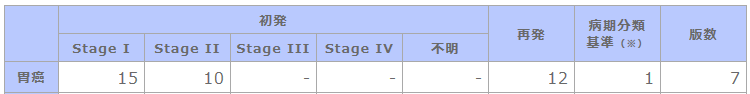 初発 再発 病期分類基準（※） 版数
Stage I Stage II Stage III Stage IV 不明
胃癌 15 10 - - - 12 1 7